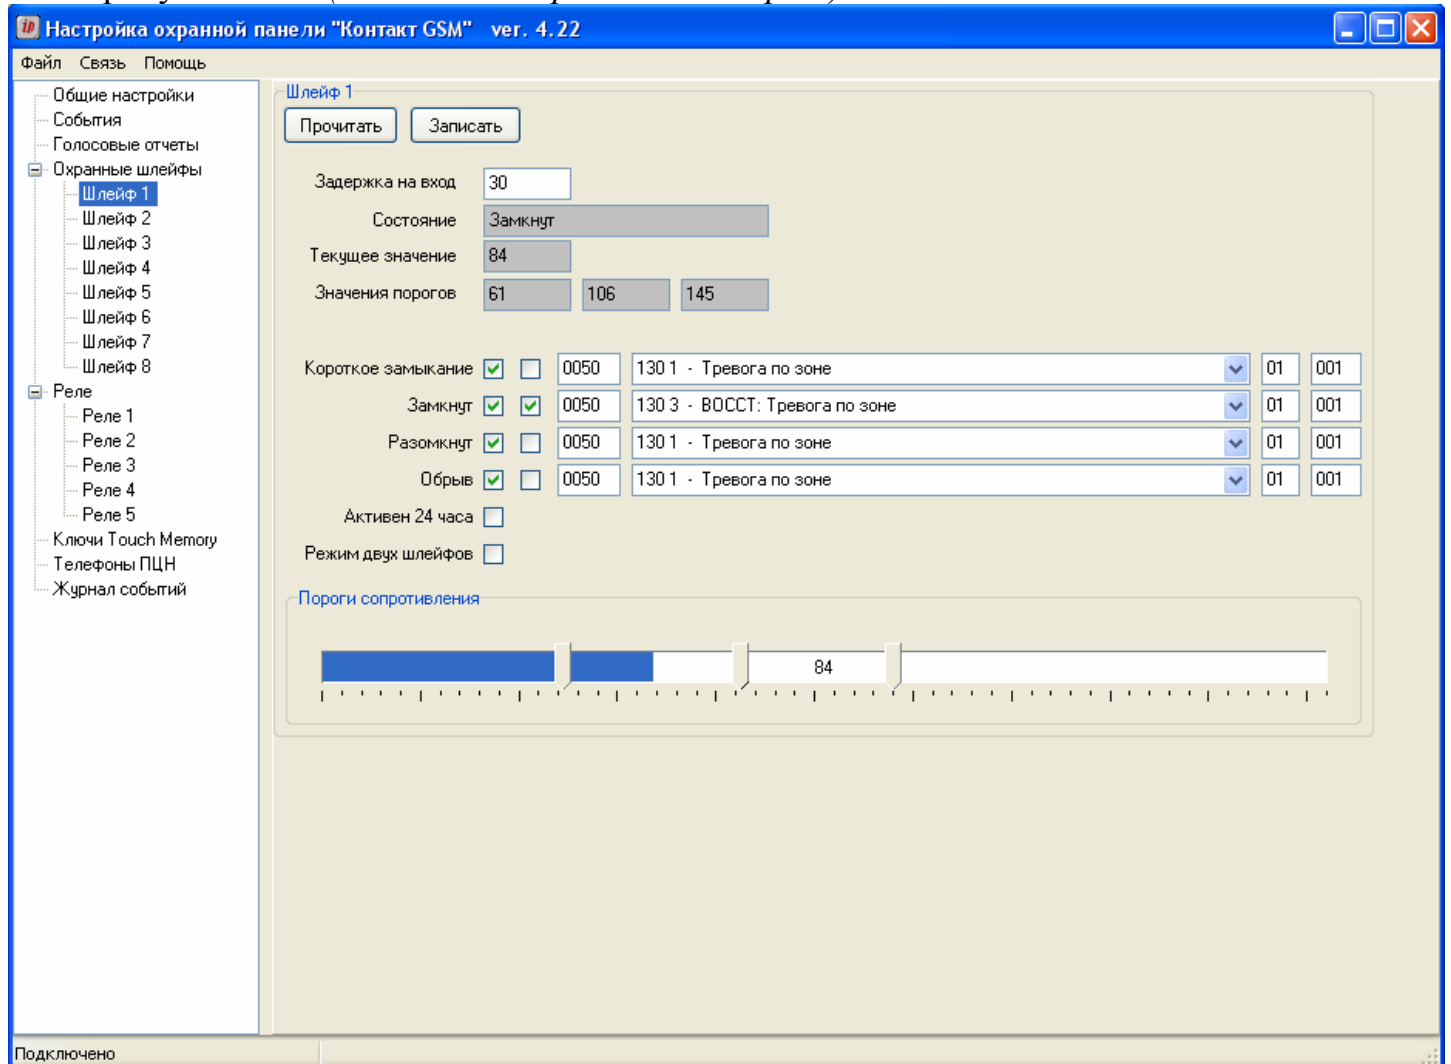 Настройка охранной панели "Контакт GSM" ver. 4.22
Файл Связь Помощь
Общие настройки
События
Голосовые отчеты
Охранные шлейфы
Шлейф 1
Шлейф 2
Шлейф 3
Шлейф 4
Шлейф 5
Шлейф 6
Шлейф 7
Шлейф 8
Реле
Реле 1
Реле 2
Реле 3
Реле 4
Реле 5
Ключи Touch Memory
Телефоны ПЦН
Журнал событий
Шлейф 1
Прочитать Записать
Задержка на вход 30
Состояние Замкнут
Текущее значение 84
Значения порогов 61 106 145
Короткое замыкание 0050 130 1 - Тревога по зоне 01 001
Замкнут 0050 130 3 - ВОССТ: Тревога по зоне 01 001
Разомкнут 0050 130 1 - Тревога по зоне 01 001
Обрыв 0050 130 1 - Тревога по зоне 01 001
Активен 24 часа
Режим двух шлейфов
Пороги сопротивления
84
Подключено